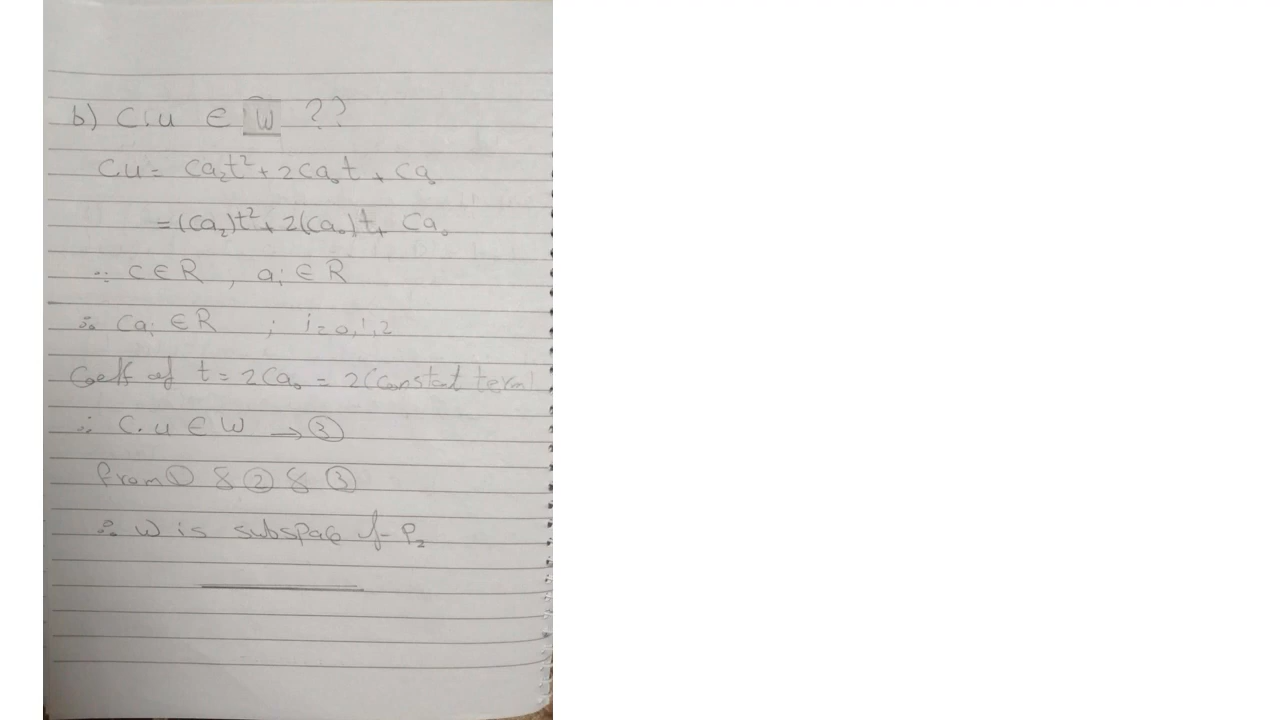 b) C.u ∈ W ??
C.u = ca₂t² + 2ca₀t + ca₀
= (ca₂)t² + 2(ca₀)t + ca₀
∵ C ∈ R , aᵢ ∈ R
∴ caᵢ ∈ R ; i = 0,1,2
Coeff of t = 2ca₀ = 2(constat term)
∴ C.u ∈ W → ③
from ① & ② & ③
∴ W is subspace of P₂